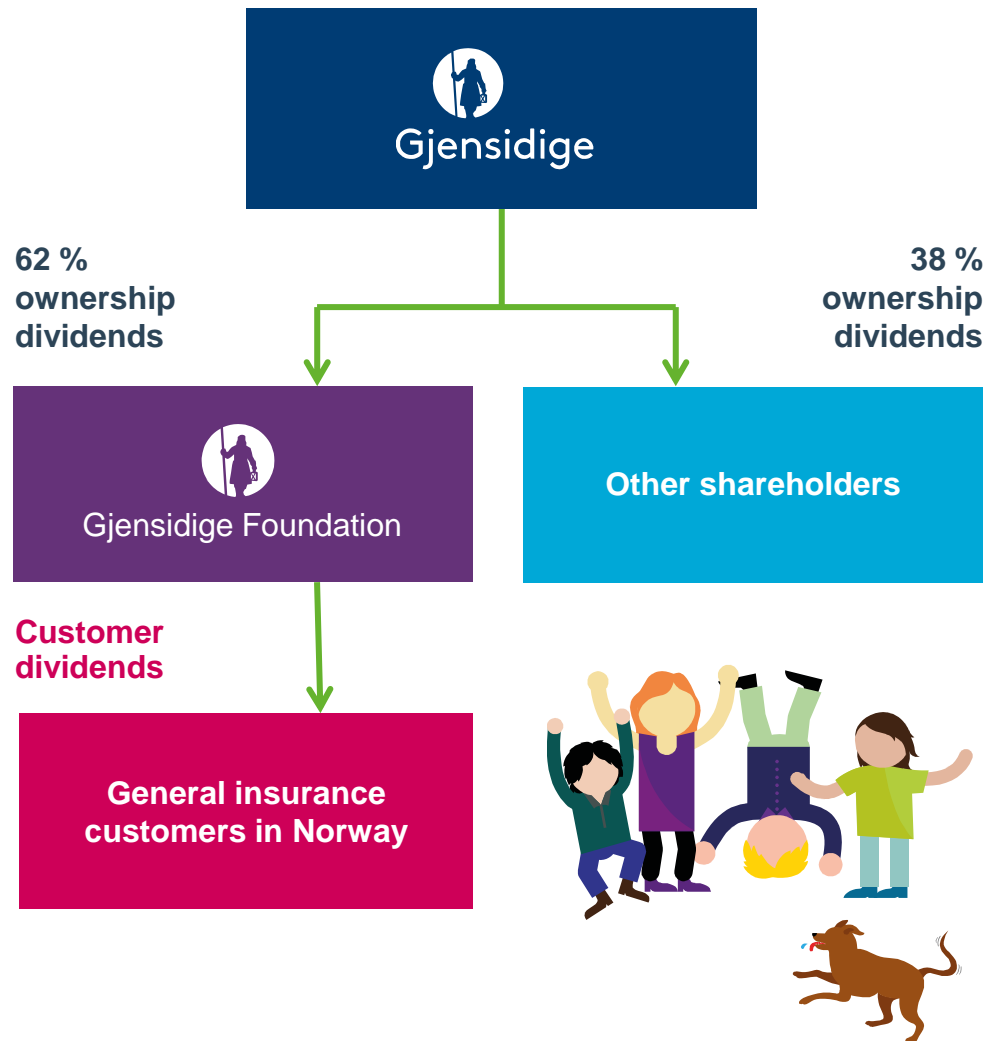 Gjensidige
62 %
ownership
dividends
38 %
ownership
dividends
Gjensidige Foundation
Other shareholders
Customer
dividends
General insurance
customers in Norway